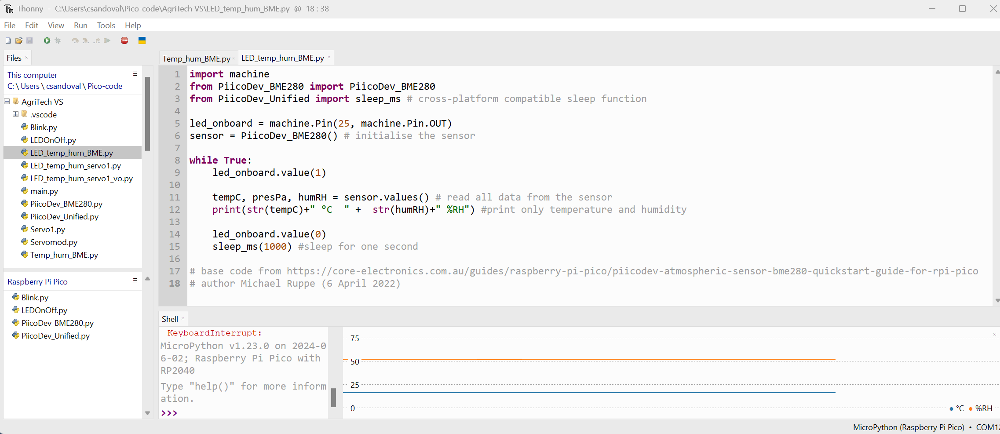 Thonny - C:\Users\csandoval\Pico-code\AgriTech VS\LED_temp_hum_BME.py @ 18 : 38
File Edit View Run Tools Help
STOP
Files
This computer
C: \ Users \ csandoval \ Pico-code
AgriTech VS
.vscode
Blink.py
LEDOnOff.py
LED_temp_hum_BME.py
LED_temp_hum_servo1.py
LED_temp_hum_servo1_vo.py
main.py
PiicoDev_BME280.py
PiicoDev_Unified.py
Servo1.py
Servomod.py
Temp_hum_BME.py
Raspberry Pi Pico
Blink.py
LEDOnOff.py
PiicoDev_BME280.py
PiicoDev_Unified.py
Temp_hum_BME.py LED_temp_hum_BME.py
1 import machine
2 from PiicoDev_BME280 import PiicoDev_BME280
3 from PiicoDev_Unified import sleep_ms # cross-platform compatible sleep function
4
5 led_onboard = machine.Pin(25, machine.Pin.OUT)
6 sensor = PiicoDev_BME280() # initialise the sensor
7
8 while True:
9     led_onboard.value(1)
10
11     tempC, presPa, humRH = sensor.values() # read all data from the sensor
12     print(str(tempC)+" °C  " +  str(humRH)+" %RH") #print only temperature and humidity
13
14     led_onboard.value(0)
15     sleep_ms(1000) #sleep for one second
16
17 # base code from https://core-electronics.com.au/guides/raspberry-pi-pico/piicodev-atmospheric-sensor-bme280-quickstart-guide-for-rpi-pico
18 # author Michael Ruppe (6 April 2022)
Shell
KeyboardInterrupt:
MicroPython v1.23.0 on 2024-0
6-02; Raspberry Pi Pico with
RP2040
Type "help()" for more inform
ation.
>>>
75
50
25
0
°C %RH
MicroPython (Raspberry Pi Pico) • COM12